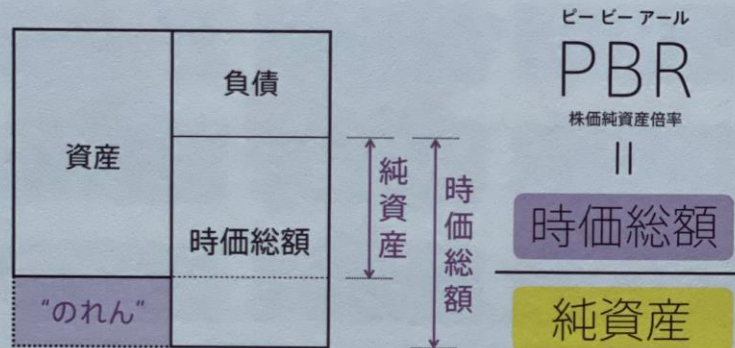 資産
負債
時価総額
“のれん“
純資産
時価総額
ピー ビー アール
PBR
株価純資産倍率
=
時価総額
純資産